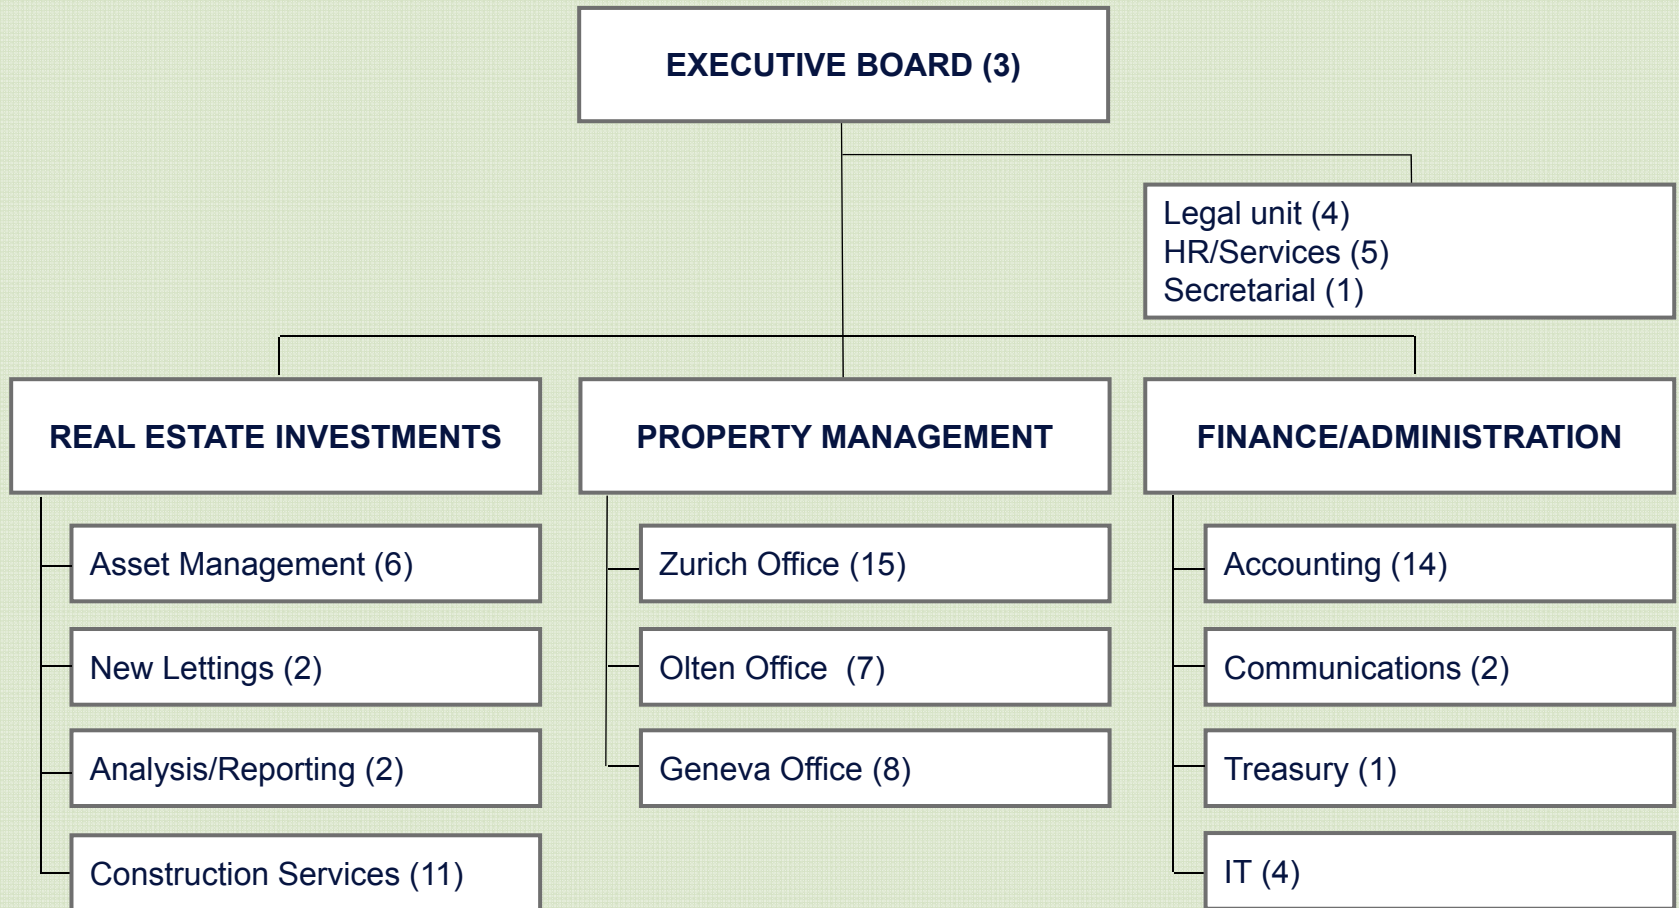 EXECUTIVE BOARD (3)
Legal unit (4)
HR/Services (5)
Secretarial (1)
REAL ESTATE INVESTMENTS
Asset Management (6)
New Lettings (2)
Analysis/Reporting (2)
Construction Services (11)
PROPERTY MANAGEMENT
Zurich Office (15)
Olten Office  (7)
Geneva Office (8)
FINANCE/ADMINISTRATION
Accounting (14)
Communications (2)
Treasury (1)
IT (4)